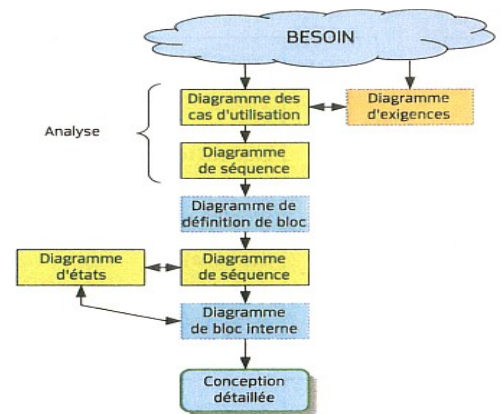 BESOIN
Diagramme des
cas d'utilisation
Diagramme
d'exigences
Analyse
Diagramme
de séquence
Diagramme de
définition de bloc
Diagramme
d'états
Diagramme
de séquence
Diagramme
de bloc interne
Conception
détaillée